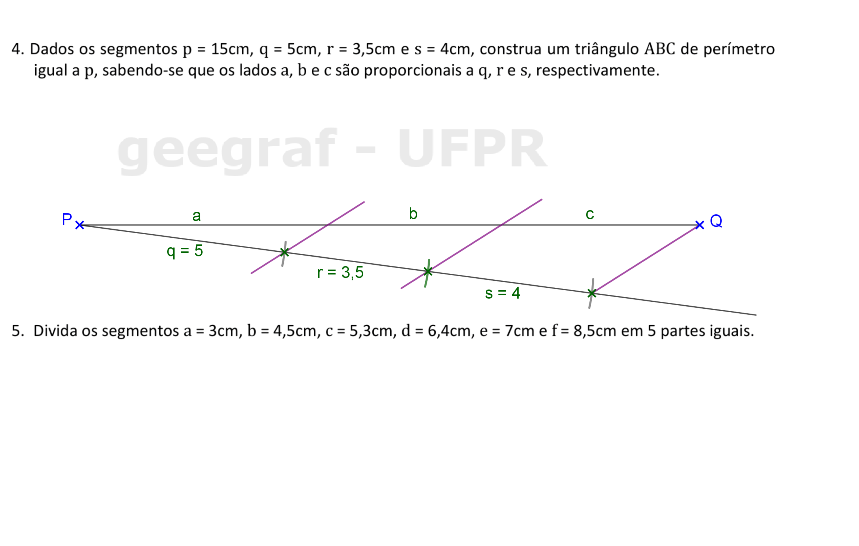 4. Dados os segmentos p = 15cm, q = 5cm, r = 3,5cm e s = 4cm, construa um triângulo ABC de perímetro
igual a p, sabendo-se que os lados a, b e c são proporcionais a q, r e s, respectivamente.
geegraf - UFPR
P a b c Q
q = 5
r = 3,5
s = 4
5. Divida os segmentos a = 3cm, b = 4,5cm, c = 5,3cm, d = 6,4cm, e = 7cm e f = 8,5cm em 5 partes iguais.